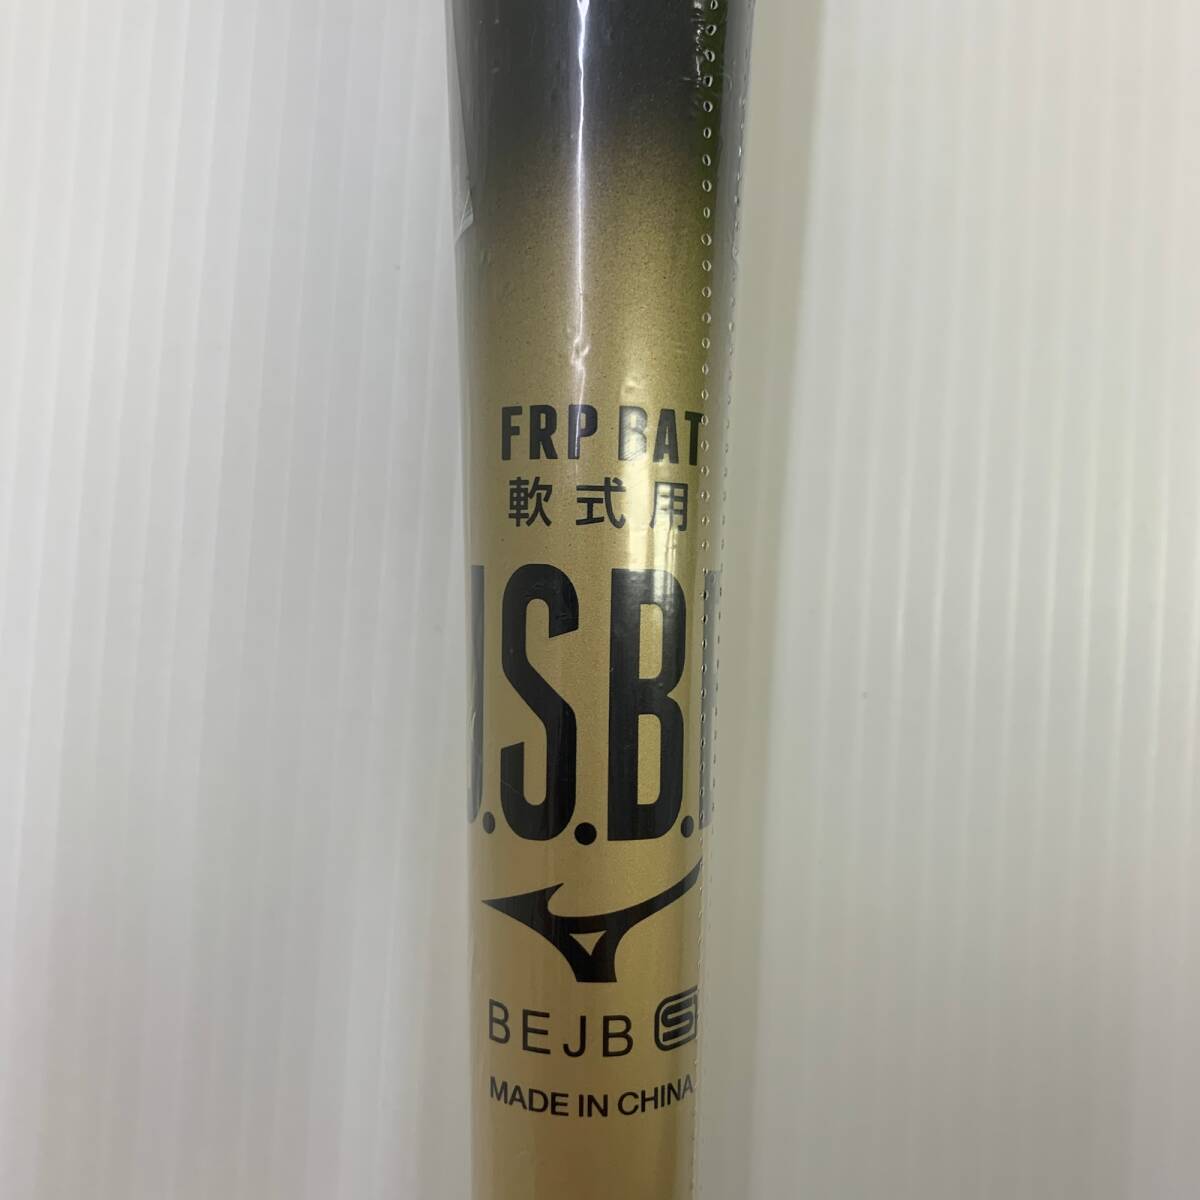 FRP BAT
軟式用
J.S.B.B
BEJB S
MADE IN CHINA